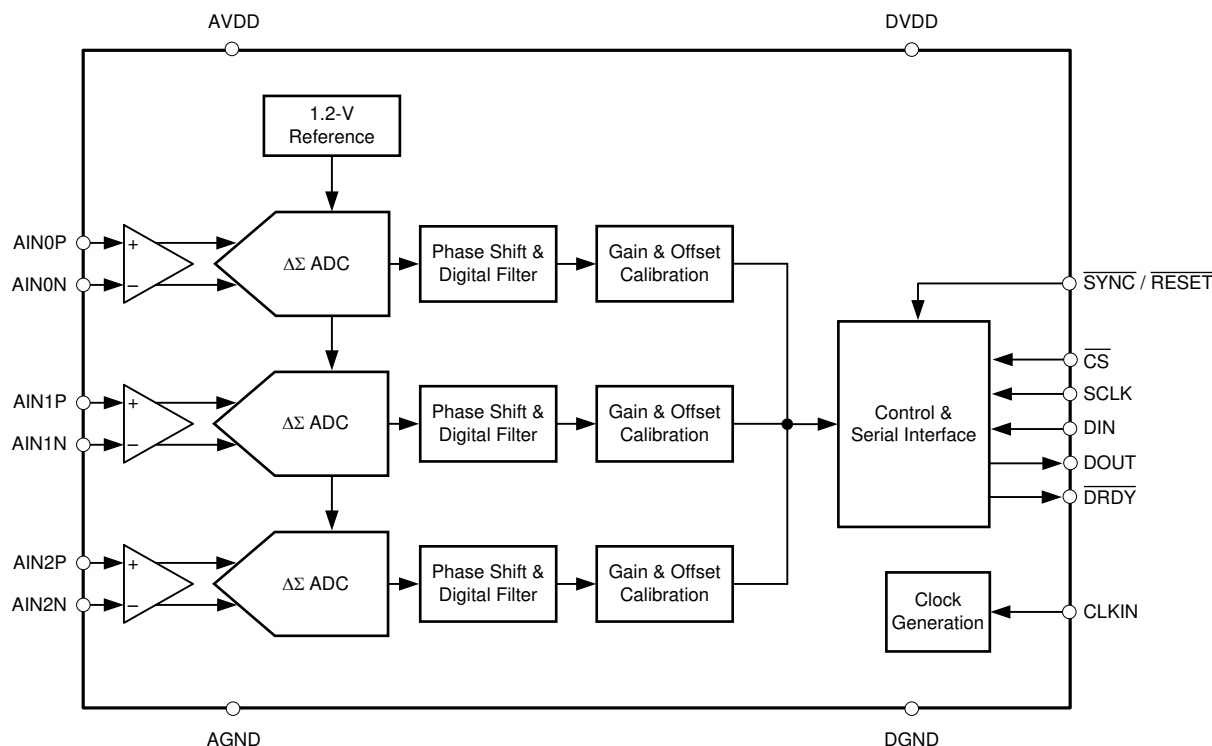 AVDD
DVDD
1.2-V
Reference
AIN0P
+
AIN0N
−
ΔΣ ADC
Phase Shift &
Digital Filter
Gain & Offset
Calibration
SYNC / RESET
AIN1P
+
AIN1N
−
ΔΣ ADC
Phase Shift &
Digital Filter
Gain & Offset
Calibration
Control &
Serial Interface
CS
SCLK
DIN
DOUT
DRDY
AIN2P
+
AIN2N
−
ΔΣ ADC
Phase Shift &
Digital Filter
Gain & Offset
Calibration
Clock
Generation
CLKIN
AGND
DGND